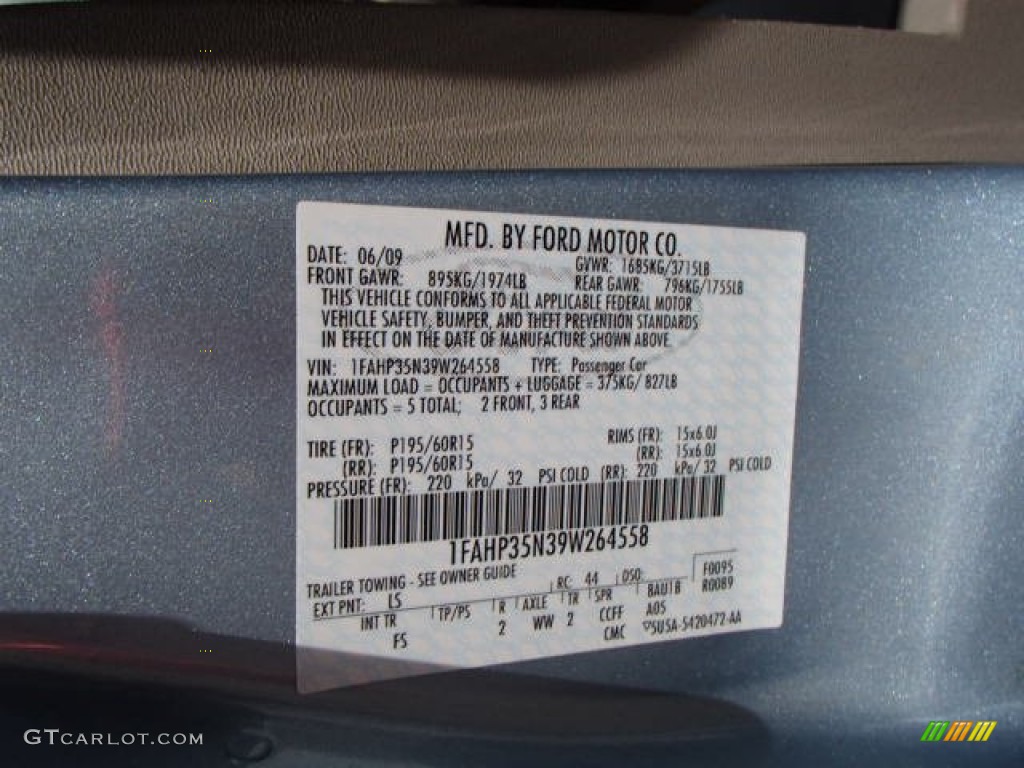 MFD. BY FORD MOTOR CO.
DATE: 06/09 GVWR: 1685KG/3715LB
FRONT GAWR: 895KG/1974LB REAR GAWR: 796KG/1755LB
THIS VEHICLE CONFORMS TO ALL APPLICABLE FEDERAL MOTOR
VEHICLE SAFETY, BUMPER, AND THEFT PREVENTION STANDARDS
IN EFFECT ON THE DATE OF MANUFACTURE SHOWN ABOVE.
VIN: 1FAHP35N39W264558 TYPE: Passenger Car
MAXIMUM LOAD = OCCUPANTS + LUGGAGE = 375KG/ 827LB
OCCUPANTS = 5 TOTAL; 2 FRONT, 3 REAR
TIRE (FR): P195/60R15 RIMS (FR): 15x6.0J
(RR): P195/60R15 (RR): 15x6.0J
PRESSURE (FR): 220 kPa/ 32 PSI COLD (RR): 220 kPa/ 32 PSI COLD
1FAHP35N39W264558
TRAILER TOWING - SEE OWNER GUIDE RC: 44 DSO: F0095
EXT PNT: LS BAU1B R0089
INT TR TP/PS R AXLE TR SPR A05
FS 2 WW 2 CCFF
CMC ▽5U5A-5420472-AA
GTCARLOT.COM